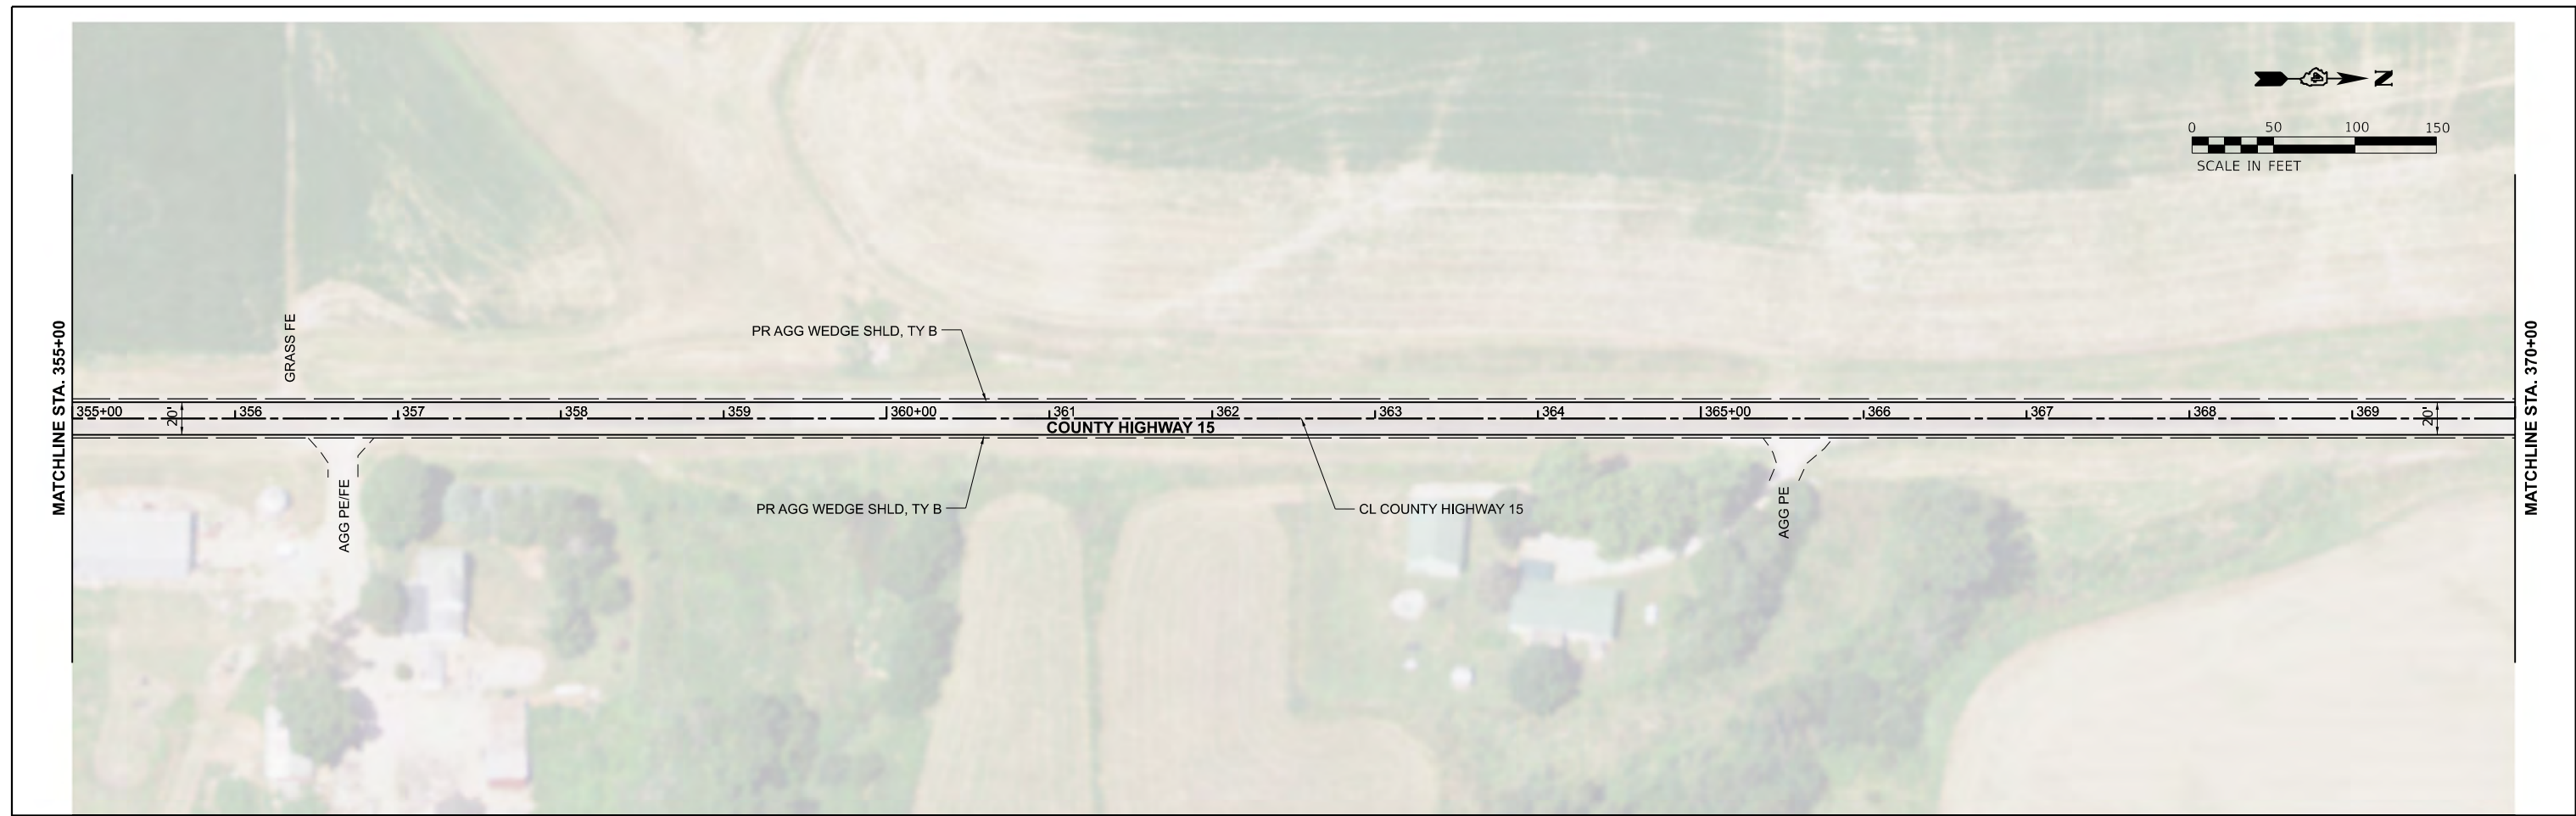 N
0 50 100 150
SCALE IN FEET
MATCHLINE STA. 355+00
GRASS FE
PR AGG WEDGE SHLD, TY B
MATCHLINE STA. 370+00
355+00 356 357 358 359 360+00 361 362 363 364 365+00 366 367 368 369
20'
20'
COUNTY HIGHWAY 15
AGG PE/FE
PR AGG WEDGE SHLD, TY B
CL COUNTY HIGHWAY 15
AGG PE